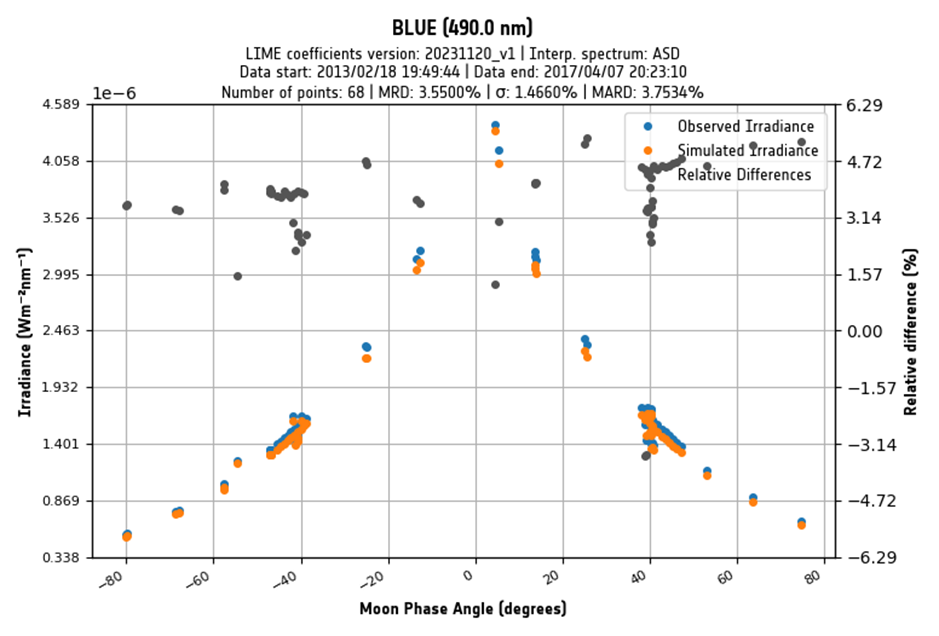 BLUE (490.0 nm)
LIME coefficients version: 20231120_v1 | Interp. spectrum: ASD
Data start: 2013/02/18 19:49:44 | Data end: 2017/04/07 20:23:10
Number of points: 68 | MRD: 3.5500% | σ: 1.4660% | MARD: 3.7534%
1e−6
4.589
4.058
3.526
2.995
2.463
1.932
1.401
0.869
0.338
Irradiance (Wm⁻²nm⁻¹)
Observed Irradiance
Simulated Irradiance
Relative Differences
6.29
4.72
3.14
1.57
0.00
−1.57
−3.14
−4.72
−6.29
Relative difference (%)
−80
−60
−40
−20
0
20
40
60
80
Moon Phase Angle (degrees)